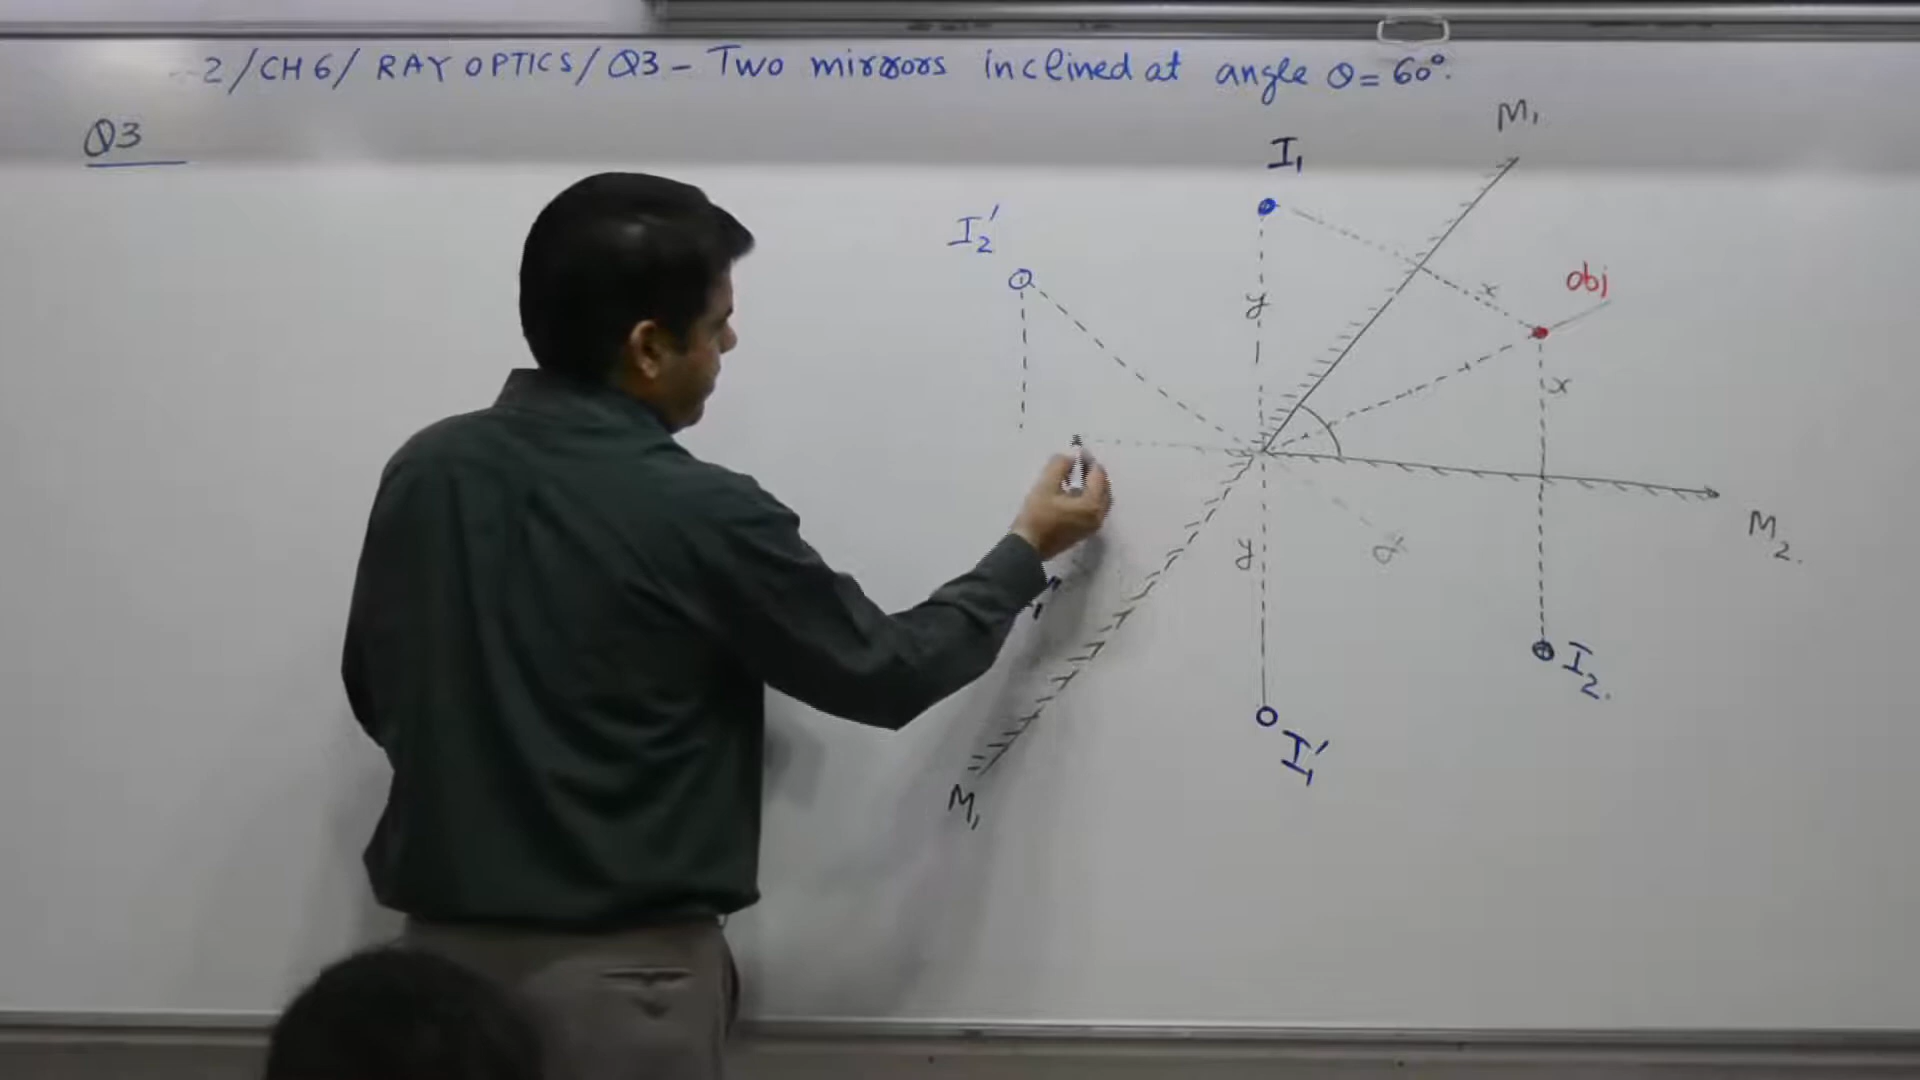 2/CH6/ RAY OPTICS/ Q3 - Two mirrors inclined at angle θ = 60°.
Q3
M₁
I₁
I₂'
obj
x
y
x
M₂.
y
I₂.
I₁'
M₁